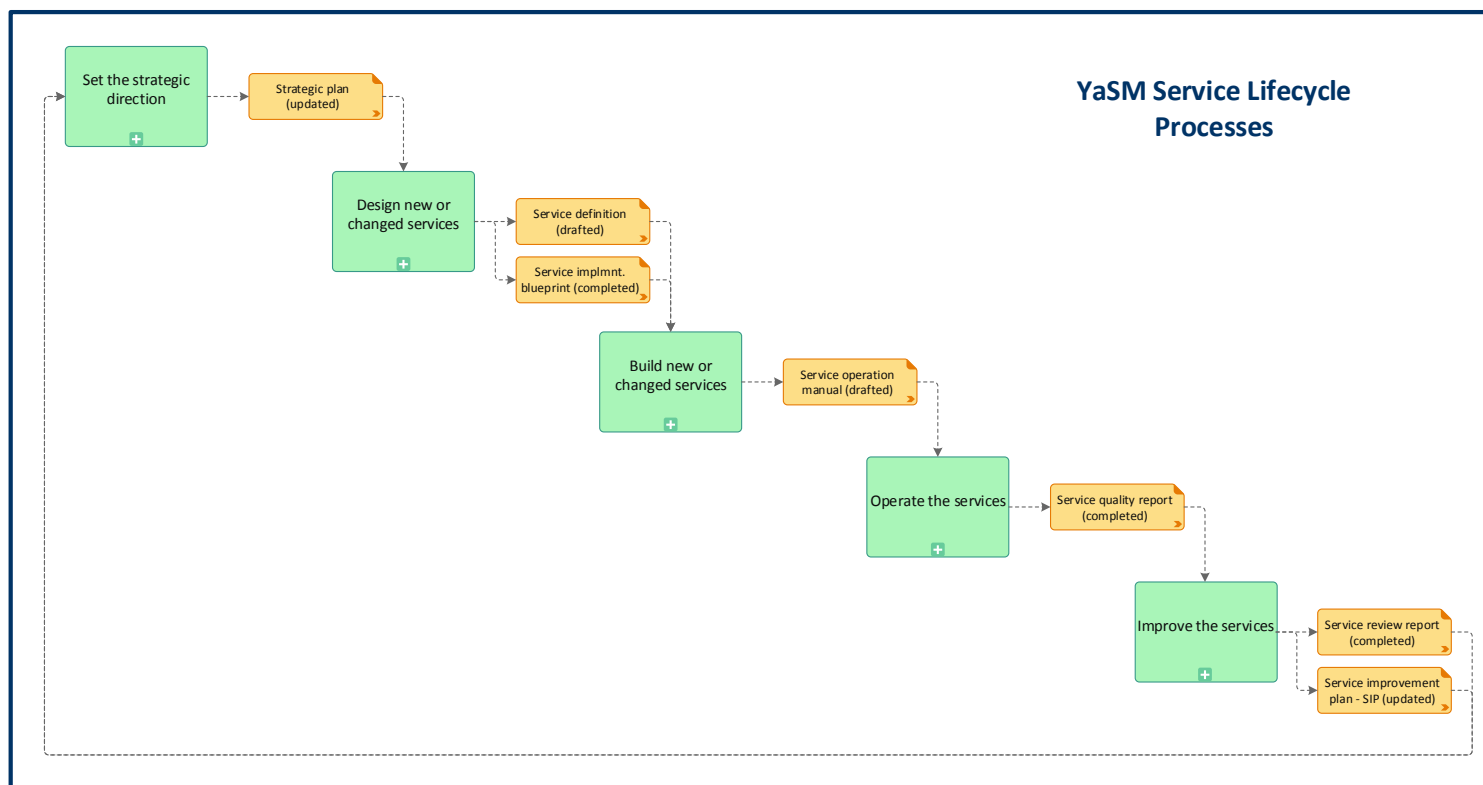 YaSM Service Lifecycle
Processes
Set the strategic
direction
Strategic plan
(updated)
Design new or
changed services
Service definition
(drafted)
Service implmnt.
blueprint (completed)
Build new or
changed services
Service operation
manual (drafted)
Operate the services
Service quality report
(completed)
Improve the services
Service review report
(completed)
Service improvement
plan - SIP (updated)